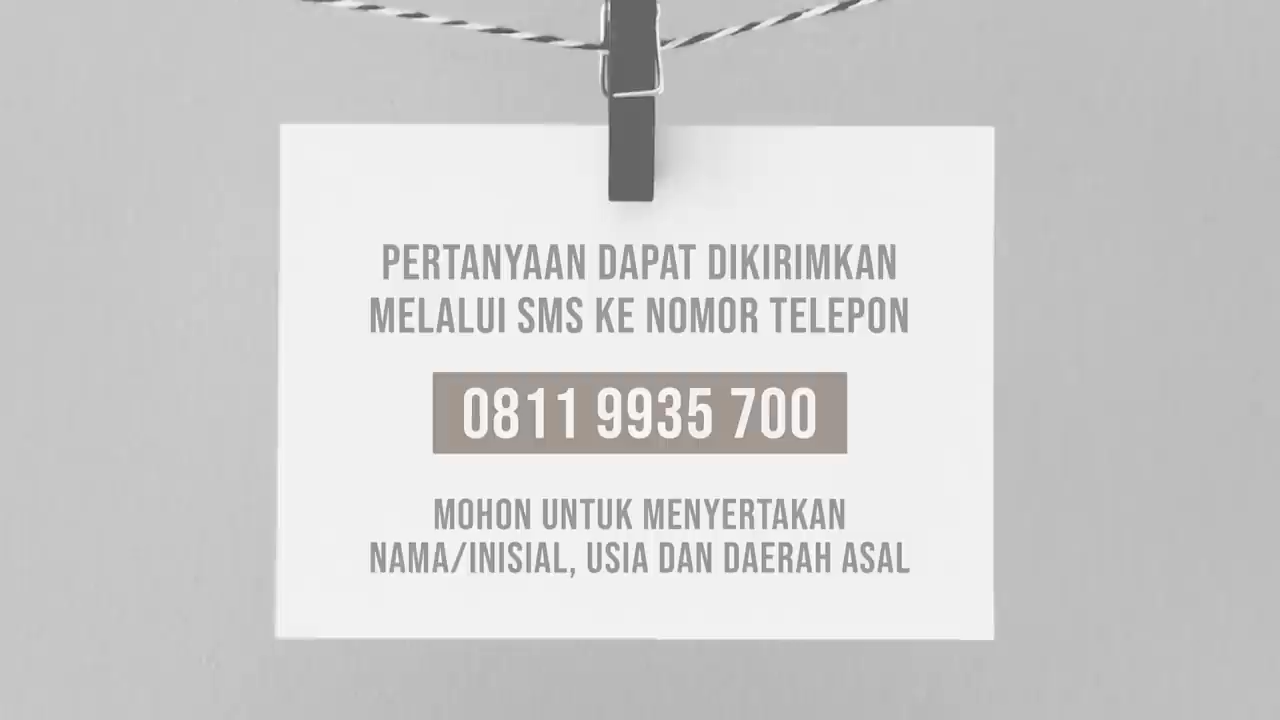 PERTANYAAN DAPAT DIKIRIMKAN
MELALUI SMS KE NOMOR TELEPON
0811 9935 700
MOHON UNTUK MENYERTAKAN
NAMA/INISIAL, USIA DAN DAERAH ASAL